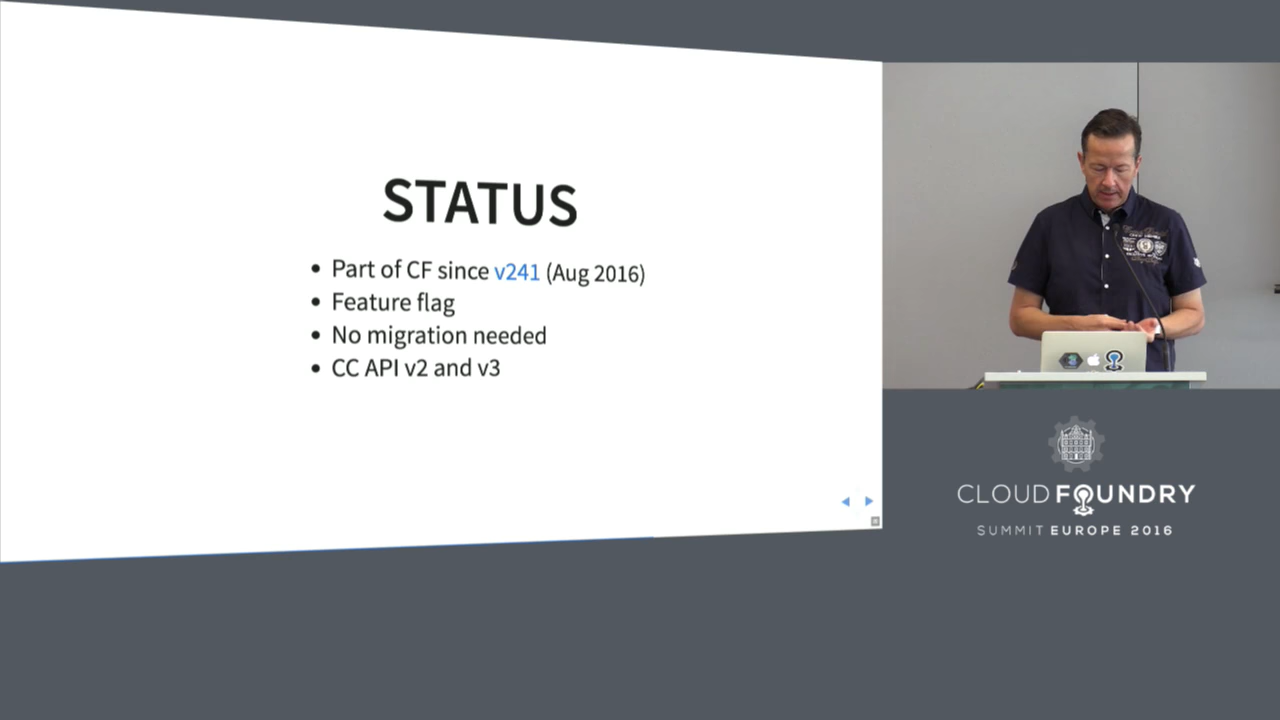 STATUS
Part of CF since v241 (Aug 2016)
Feature flag
No migration needed
CC API v2 and v3
CLOUD FOUNDRY
SUMMIT EUROPE 2016